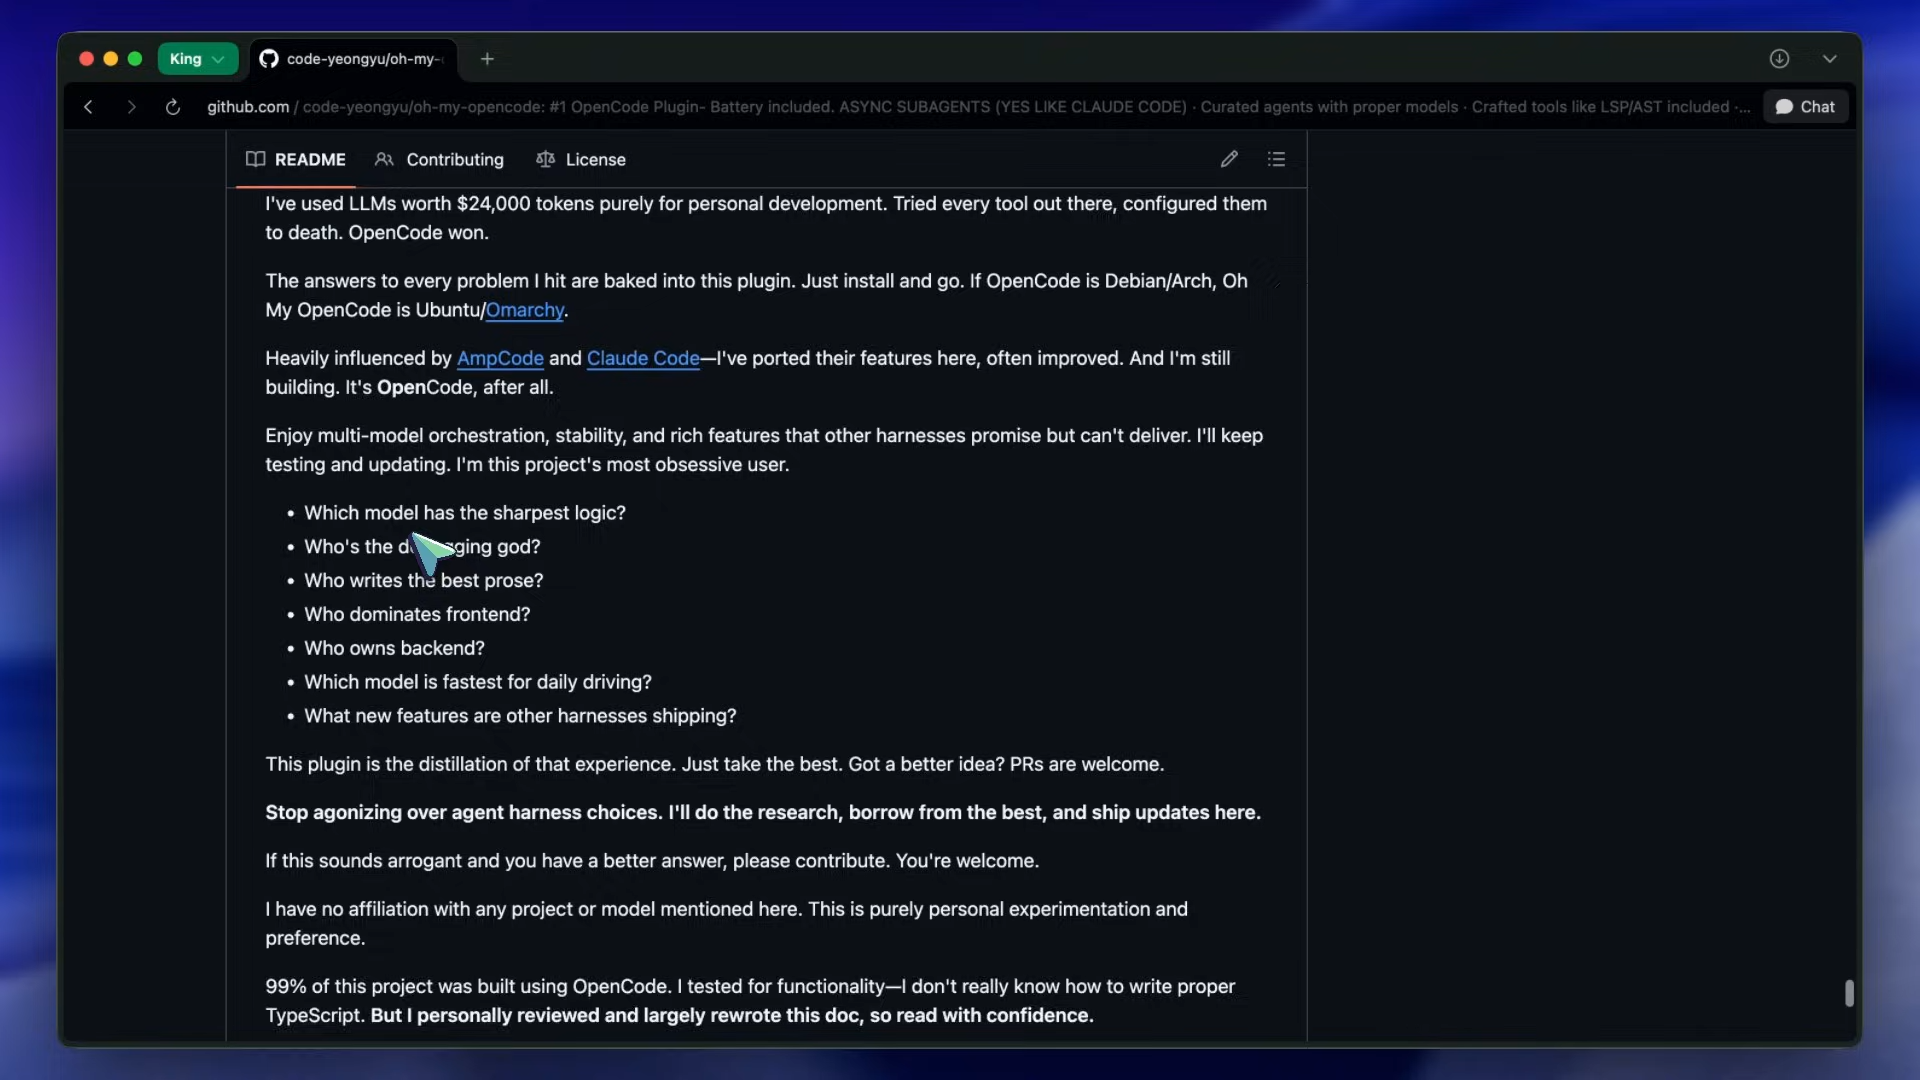 King
code-yeongyu/oh-my-
github.com / code-yeongyu/oh-my-opencode: #1 OpenCode Plugin- Battery included. ASYNC SUBAGENTS (YES LIKE CLAUDE CODE) · Curated agents with proper models · Crafted tools like LSP/AST included ·...
Chat
README
Contributing
License
I've used LLMs worth $24,000 tokens purely for personal development. Tried every tool out there, configured them
to death. OpenCode won.
The answers to every problem I hit are baked into this plugin. Just install and go. If OpenCode is Debian/Arch, Oh
My OpenCode is Ubuntu/Omarchy.
Heavily influenced by AmpCode and Claude Code—I've ported their features here, often improved. And I'm still
building. It's OpenCode, after all.
Enjoy multi-model orchestration, stability, and rich features that other harnesses promise but can't deliver. I'll keep
testing and updating. I'm this project's most obsessive user.
• Which model has the sharpest logic?
• Who's the god?
• Who writes the best prose?
• Who dominates frontend?
• Who owns backend?
• Which model is fastest for daily driving?
• What new features are other harnesses shipping?
This plugin is the distillation of that experience. Just take the best. Got a better idea? PRs are welcome.
Stop agonizing over agent harness choices. I'll do the research, borrow from the best, and ship updates here.
If this sounds arrogant and you have a better answer, please contribute. You're welcome.
I have no affiliation with any project or model mentioned here. This is purely personal experimentation and
preference.
99% of this project was built using OpenCode. I tested for functionality—I don't really know how to write proper
TypeScript. But I personally reviewed and largely rewrote this doc, so read with confidence.